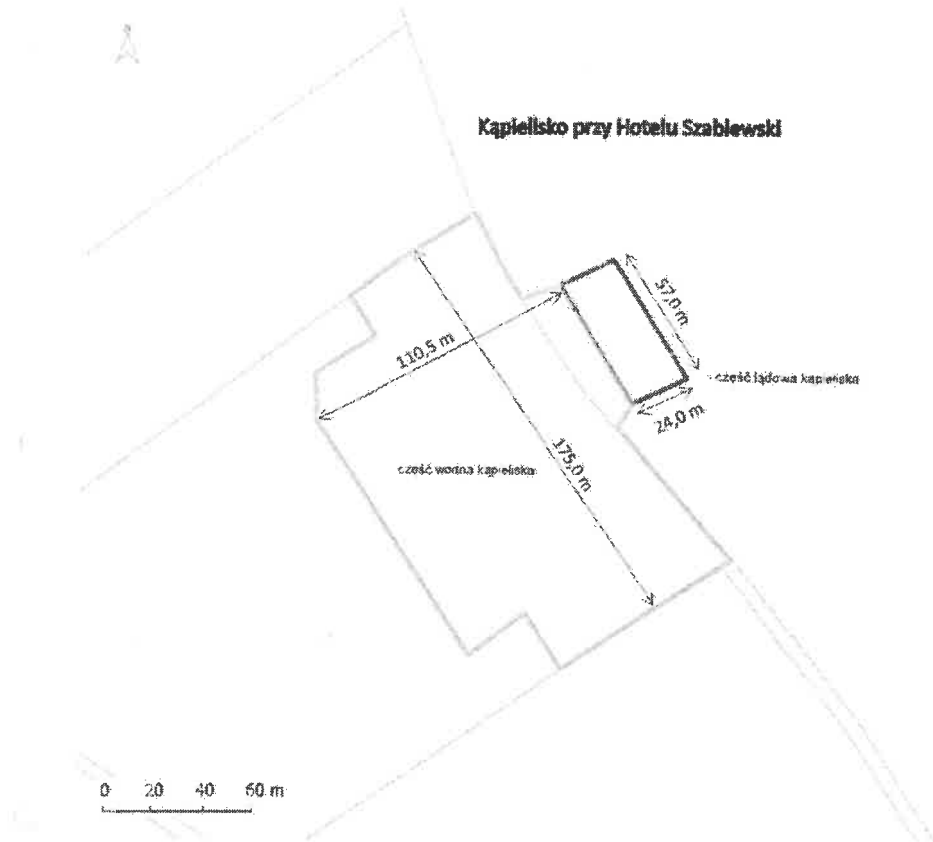 Kąpielisko przy Hotelu Szablewski
57,0 m
110,5 m
część lądowa kąpieliska
24,0 m
175,0 m
część wodna kąpieliska
0 20 40 60 m